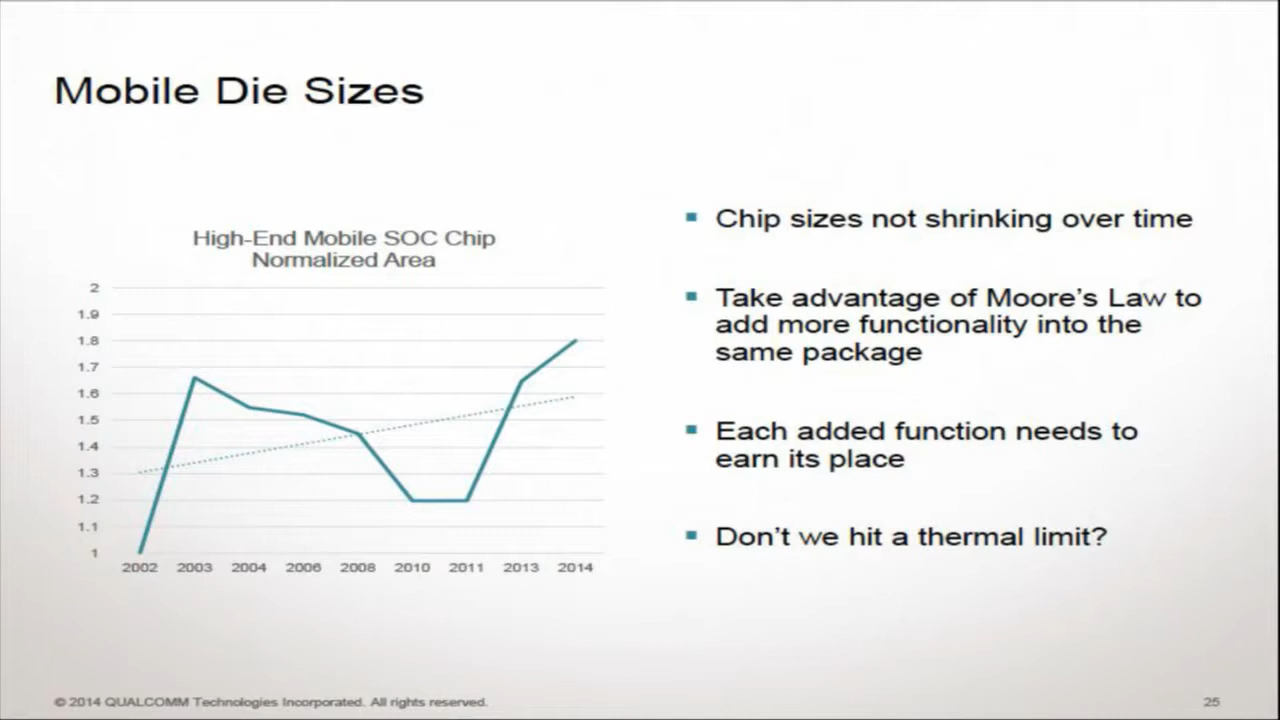 Mobile Die Sizes
High-End Mobile SOC Chip
Normalized Area
2
1.9
1.8
1.7
1.6
1.5
1.4
1.3
1.2
1.1
1
2002 2003 2004 2006 2008 2010 2011 2013 2014
▪ Chip sizes not shrinking over time
▪ Take advantage of Moore's Law to
add more functionality into the
same package
▪ Each added function needs to
earn its place
▪ Don't we hit a thermal limit?
© 2014 QUALCOMM Technologies Incorporated. All rights reserved.
25